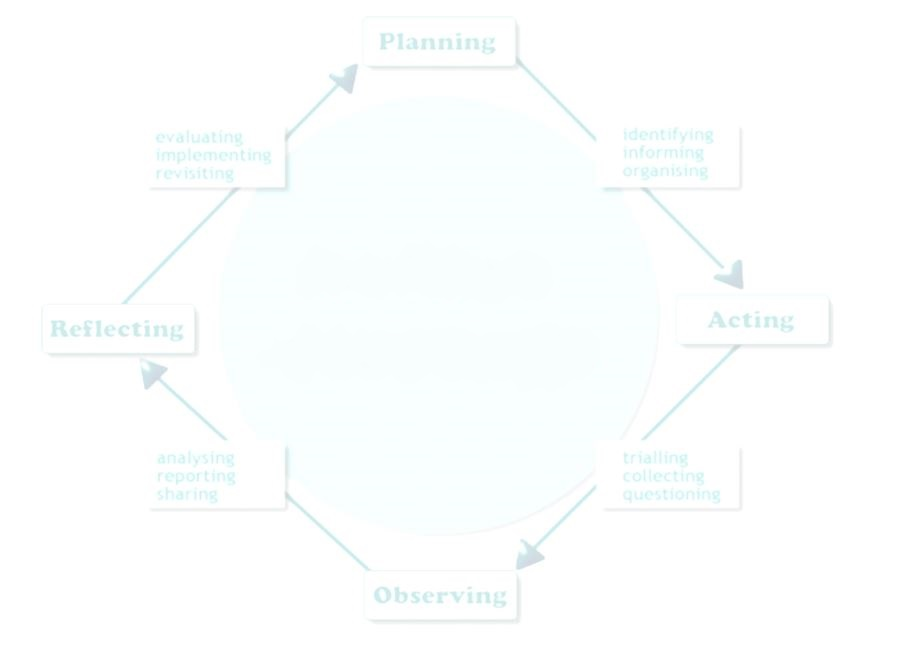 Planning
evaluating
implementing
revisiting
identifying
informing
organising
Reflecting
Acting
analysing
reporting
sharing
trialling
collecting
questioning
Observing